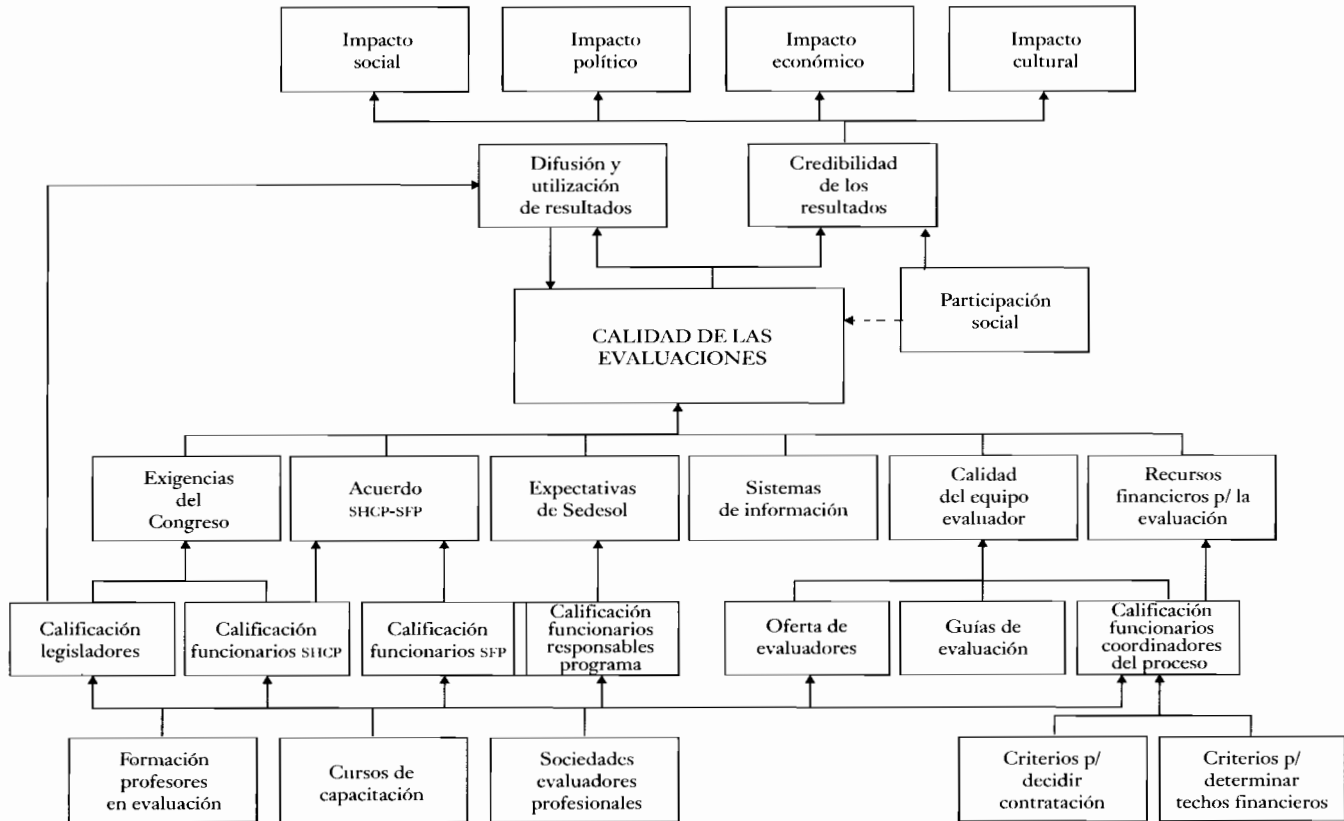 Impacto
social
Impacto
político
Impacto
económico
Impacto
cultural
Difusión y
utilización
de resultados
Credibilidad
de los
resultados
Participación
social
CALIDAD DE LAS
EVALUACIONES
Exigencias
del
Congreso
Acuerdo
SHCP-SFP
Expectativas
de Sedesol
Sistemas
de información
Calidad
del equipo
evaluador
Recursos
financieros p/ la
evaluación
Calificación
legisladores
Calificación
funcionarios SHCP
Calificación
funcionarios SFP
Calificación
funcionarios
responsables
programa
Oferta de
evaluadores
Guías de
evaluación
Calificación
funcionarios
coordinadores
del proceso
Formación
profesores
en evaluación
Cursos de
capacitación
Sociedades
evaluadores
profesionales
Criterios p/
decidir
contratación
Criterios p/
determinar
techos financieros